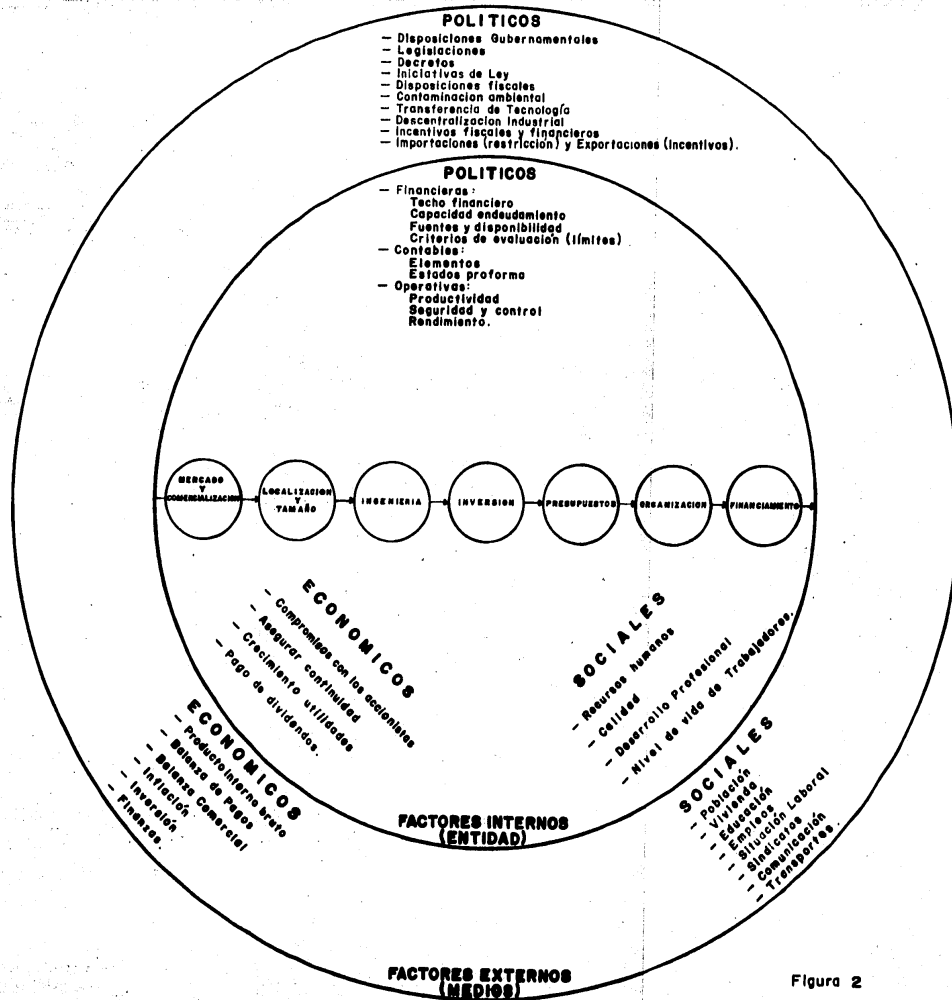 POLITICOS
— Disposiciones Gubernamentales
— Legislaciones
— Decretos
— Iniciativas de Ley
— Disposiciones fiscales
— Contaminacion ambiental
— Transferencia de Tecnología
— Descentralizacion Industrial
— Incentivos fiscales y financieros
— Importaciones (restricción) y Exportaciones (incentivos).
POLITICOS
— Financieras:
Techo financiero
Capacidad endeudamiento
Fuentes y disponibilidad
Criterios de evaluación (límites)
— Contables:
Elementos
Estados proforma
— Operativas:
Productividad
Seguridad y control
Rendimiento.
MERCADO
Y
COMERCIALIZACION
LOCALIZACION
Y
TAMAÑO
INGENIERIA
INVERSION
PRESUPUESTOS
ORGANIZACION
FINANCIAMIENTO
ECONOMICOS
— Compromisos con los accionistas
— Asegurar continuidad
— Crecimiento utilidades
— Pago de dividendos.
SOCIALES
— Recursos humanos
— Calidad
— Desarrollo Profesional
— Nivel de vida de Trabajadores.
ECONOMICOS
— Producto interno bruto
— Balanza de Pagos
— Balanza Comercial
— Inflación
— Inversión
— Finanzas.
SOCIALES
— Población
— Vivienda
— Educación
— Empleos
— Situación Laboral
— Sindicatos
— Comunicación
— Transportes.
FACTORES INTERNOS
(ENTIDAD)
FACTORES EXTERNOS
(MEDIOS)
Figura 2